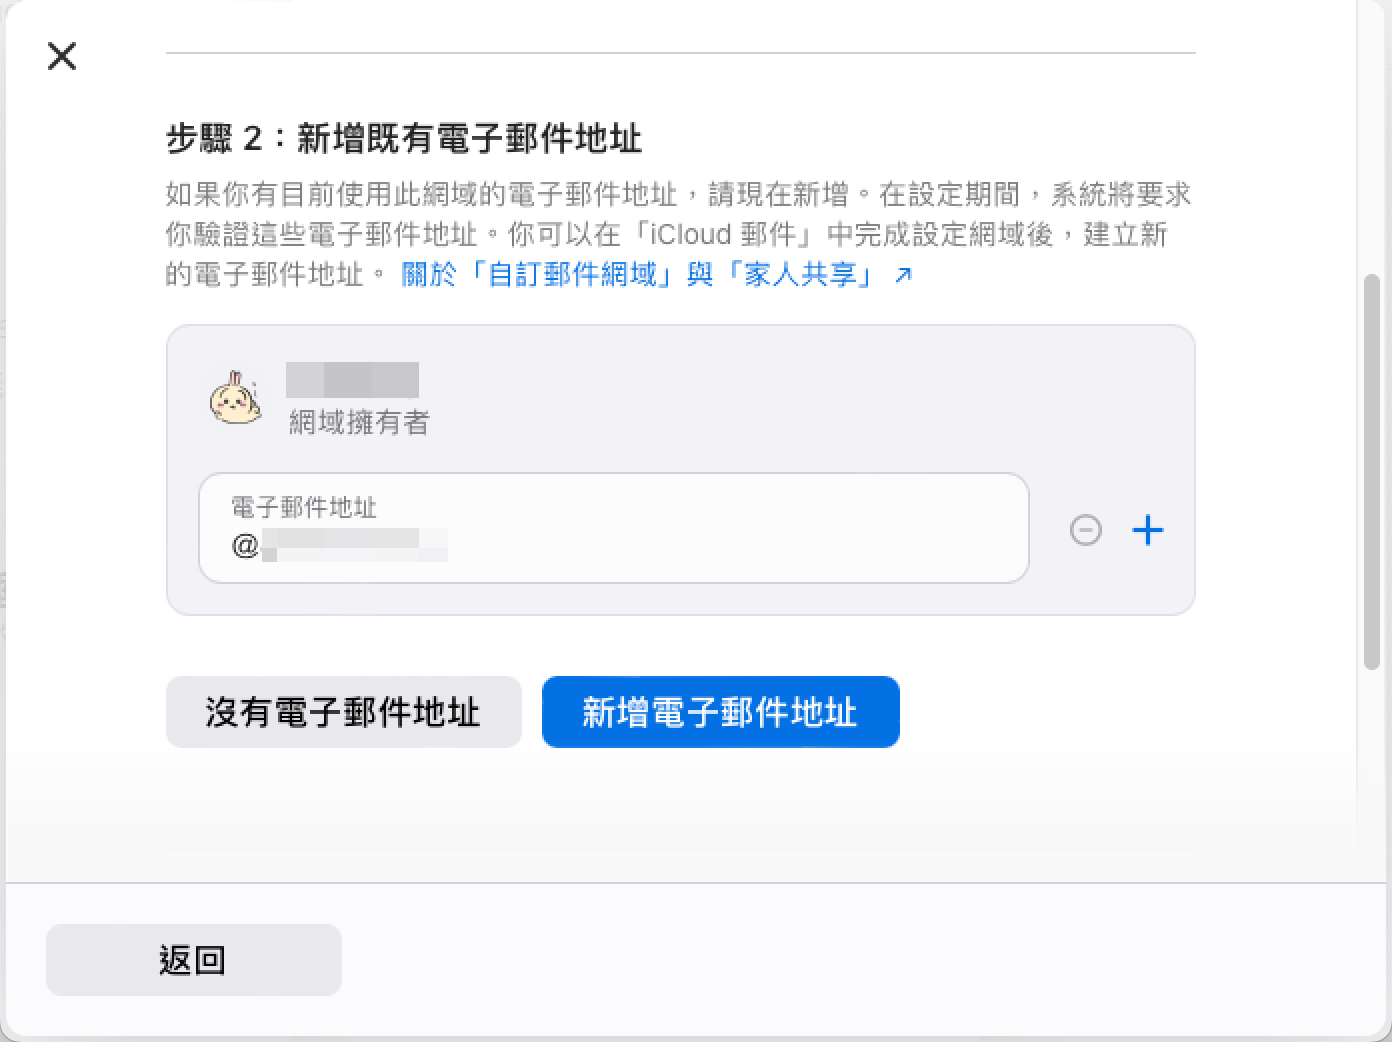 步驟 2：新增既有電子郵件地址
如果你有目前使用此網域的電子郵件地址，請現在新增。在設定期間，系統將要求
你驗證這些電子郵件地址。你可以在「iCloud 郵件」中完成設定網域後，建立新
的電子郵件地址。 關於「自訂郵件網域」與「家人共享」 ↗
網域擁有者
電子郵件地址
@
沒有電子郵件地址
新增電子郵件地址
返回